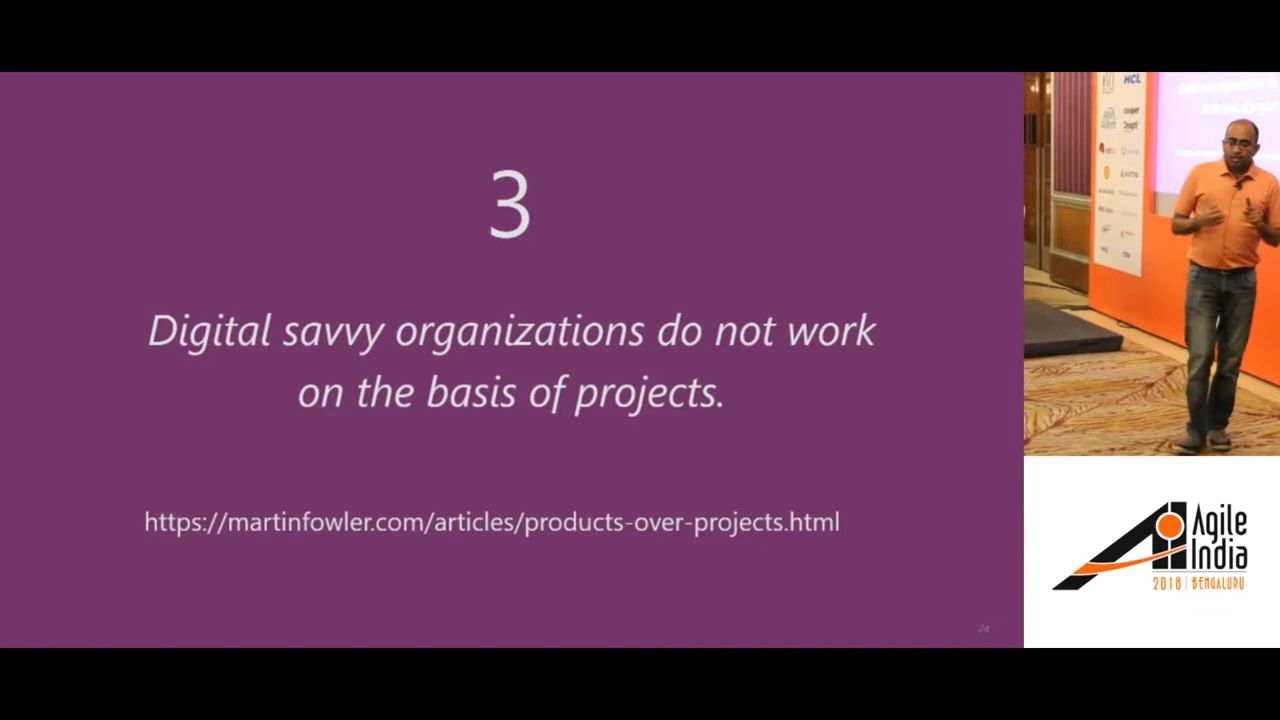 3
Digital savvy organizations do not work
on the basis of projects.
https://martinfowler.com/articles/products-over-projects.html
24
HCL
Agile
India
2018 | BENGALURU